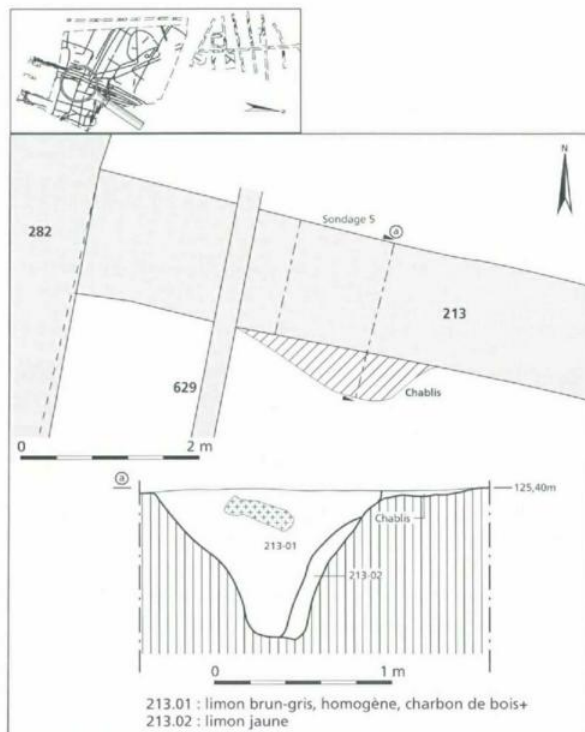 N
Sondage 5
a
282
213
629
Chablis
0 2 m
a
125,40m
Chablis
213-01
213-02
0 1 m
213.01 : limon brun-gris, homogène, charbon de bois+
213.02 : limon jaune